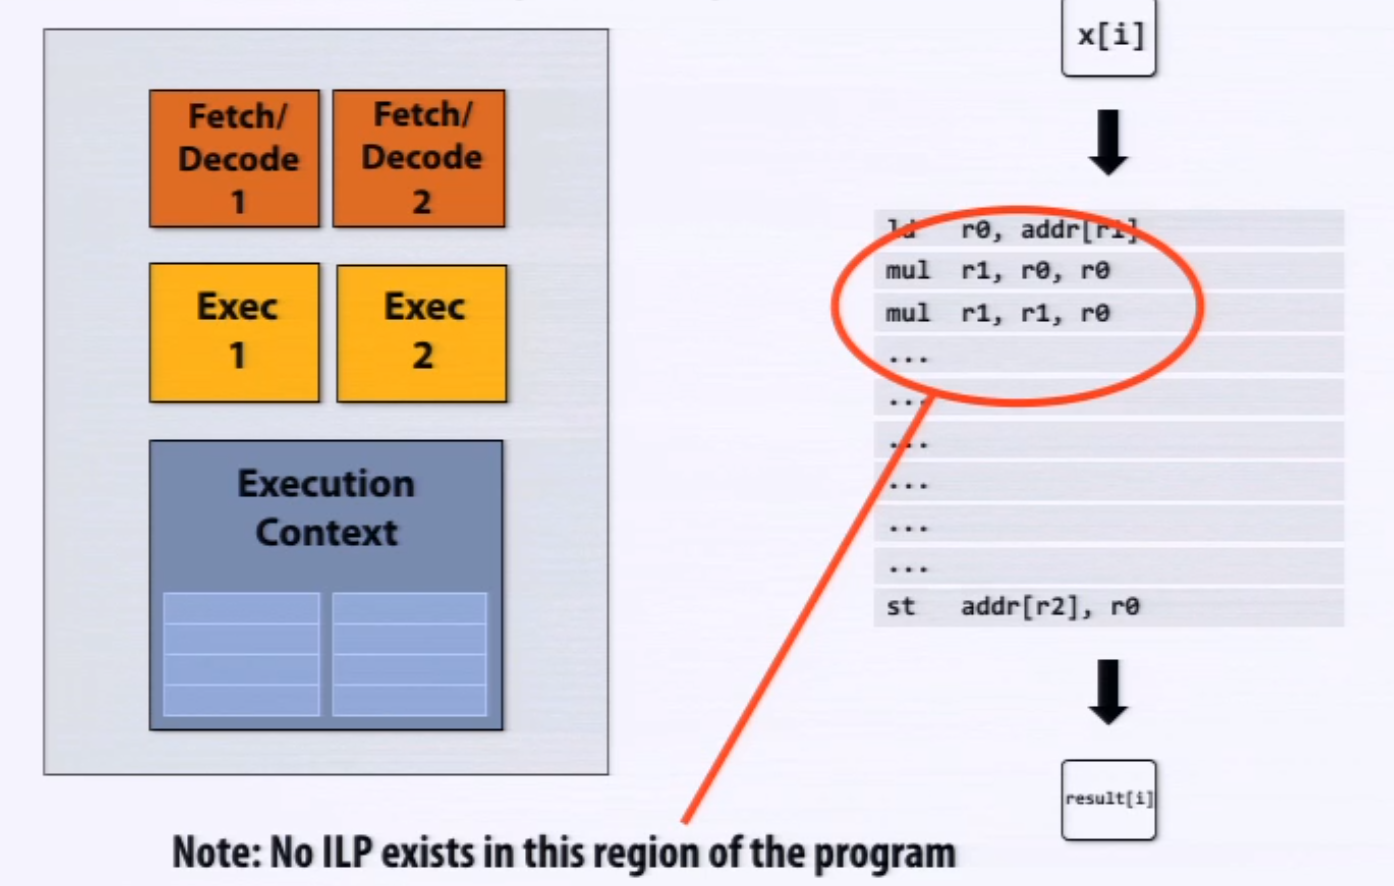 Fetch/
Decode
1
Fetch/
Decode
2
Exec
1
Exec
2
Execution
Context
x[i]
ld r0, addr[r1]
mul r1, r0, r0
mul r1, r1, r0
...
...
...
...
...
...
st addr[r2], r0
result[i]
Note: No ILP exists in this region of the program